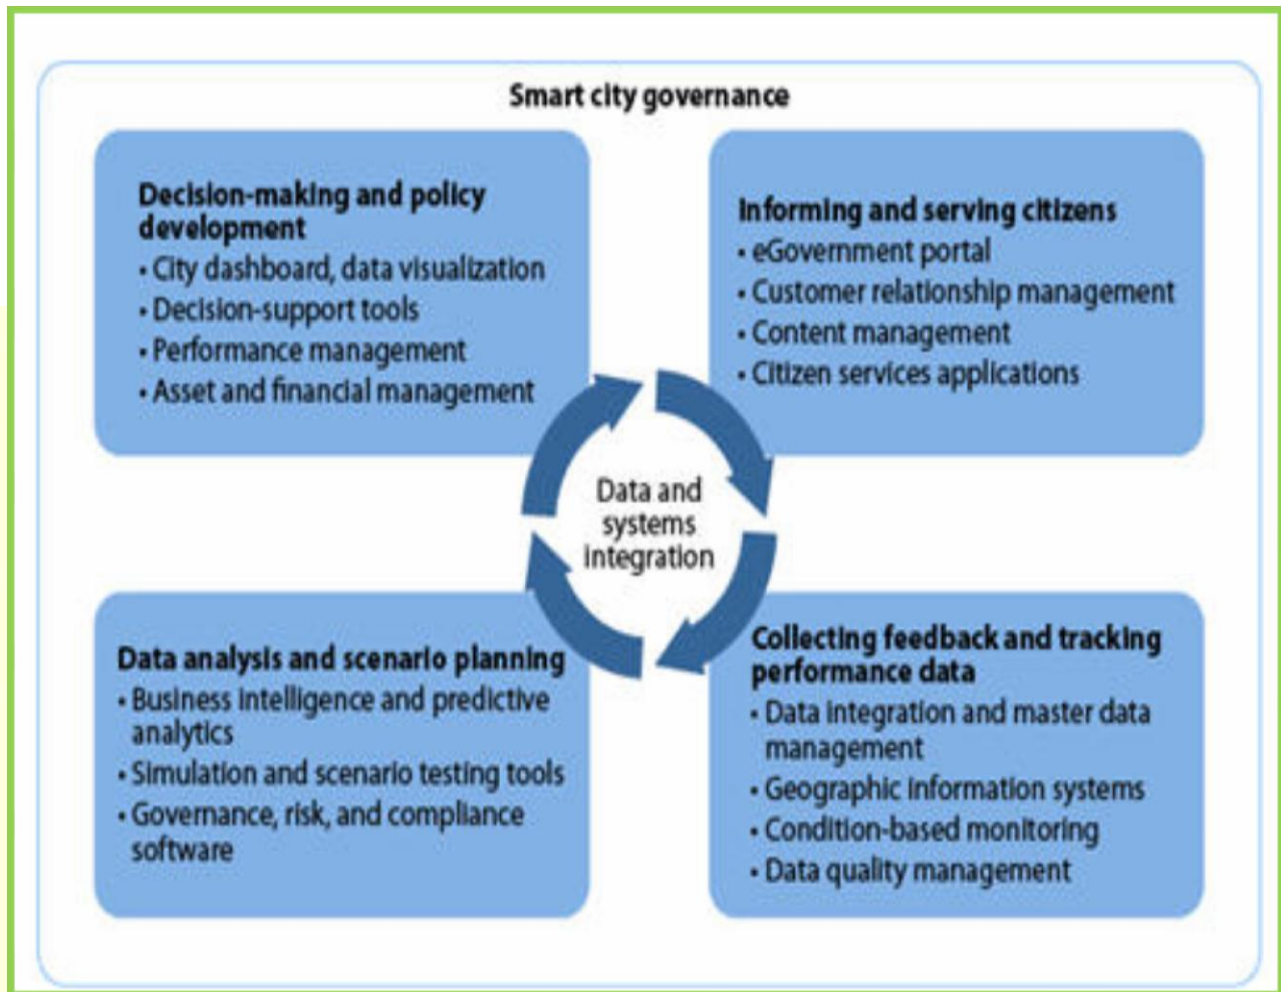 Smart city governance
Decision-making and policy
development
• City dashboard, data visualization
• Decision-support tools
• Performance management
• Asset and financial management
Informing and serving citizens
• eGovernment portal
• Customer relationship management
• Content management
• Citizen services applications
Data and
systems
integration
Data analysis and scenario planning
• Business intelligence and predictive
analytics
• Simulation and scenario testing tools
• Governance, risk, and compliance
software
Collecting feedback and tracking
performance data
• Data integration and master data
management
• Geographic information systems
• Condition-based monitoring
• Data quality management